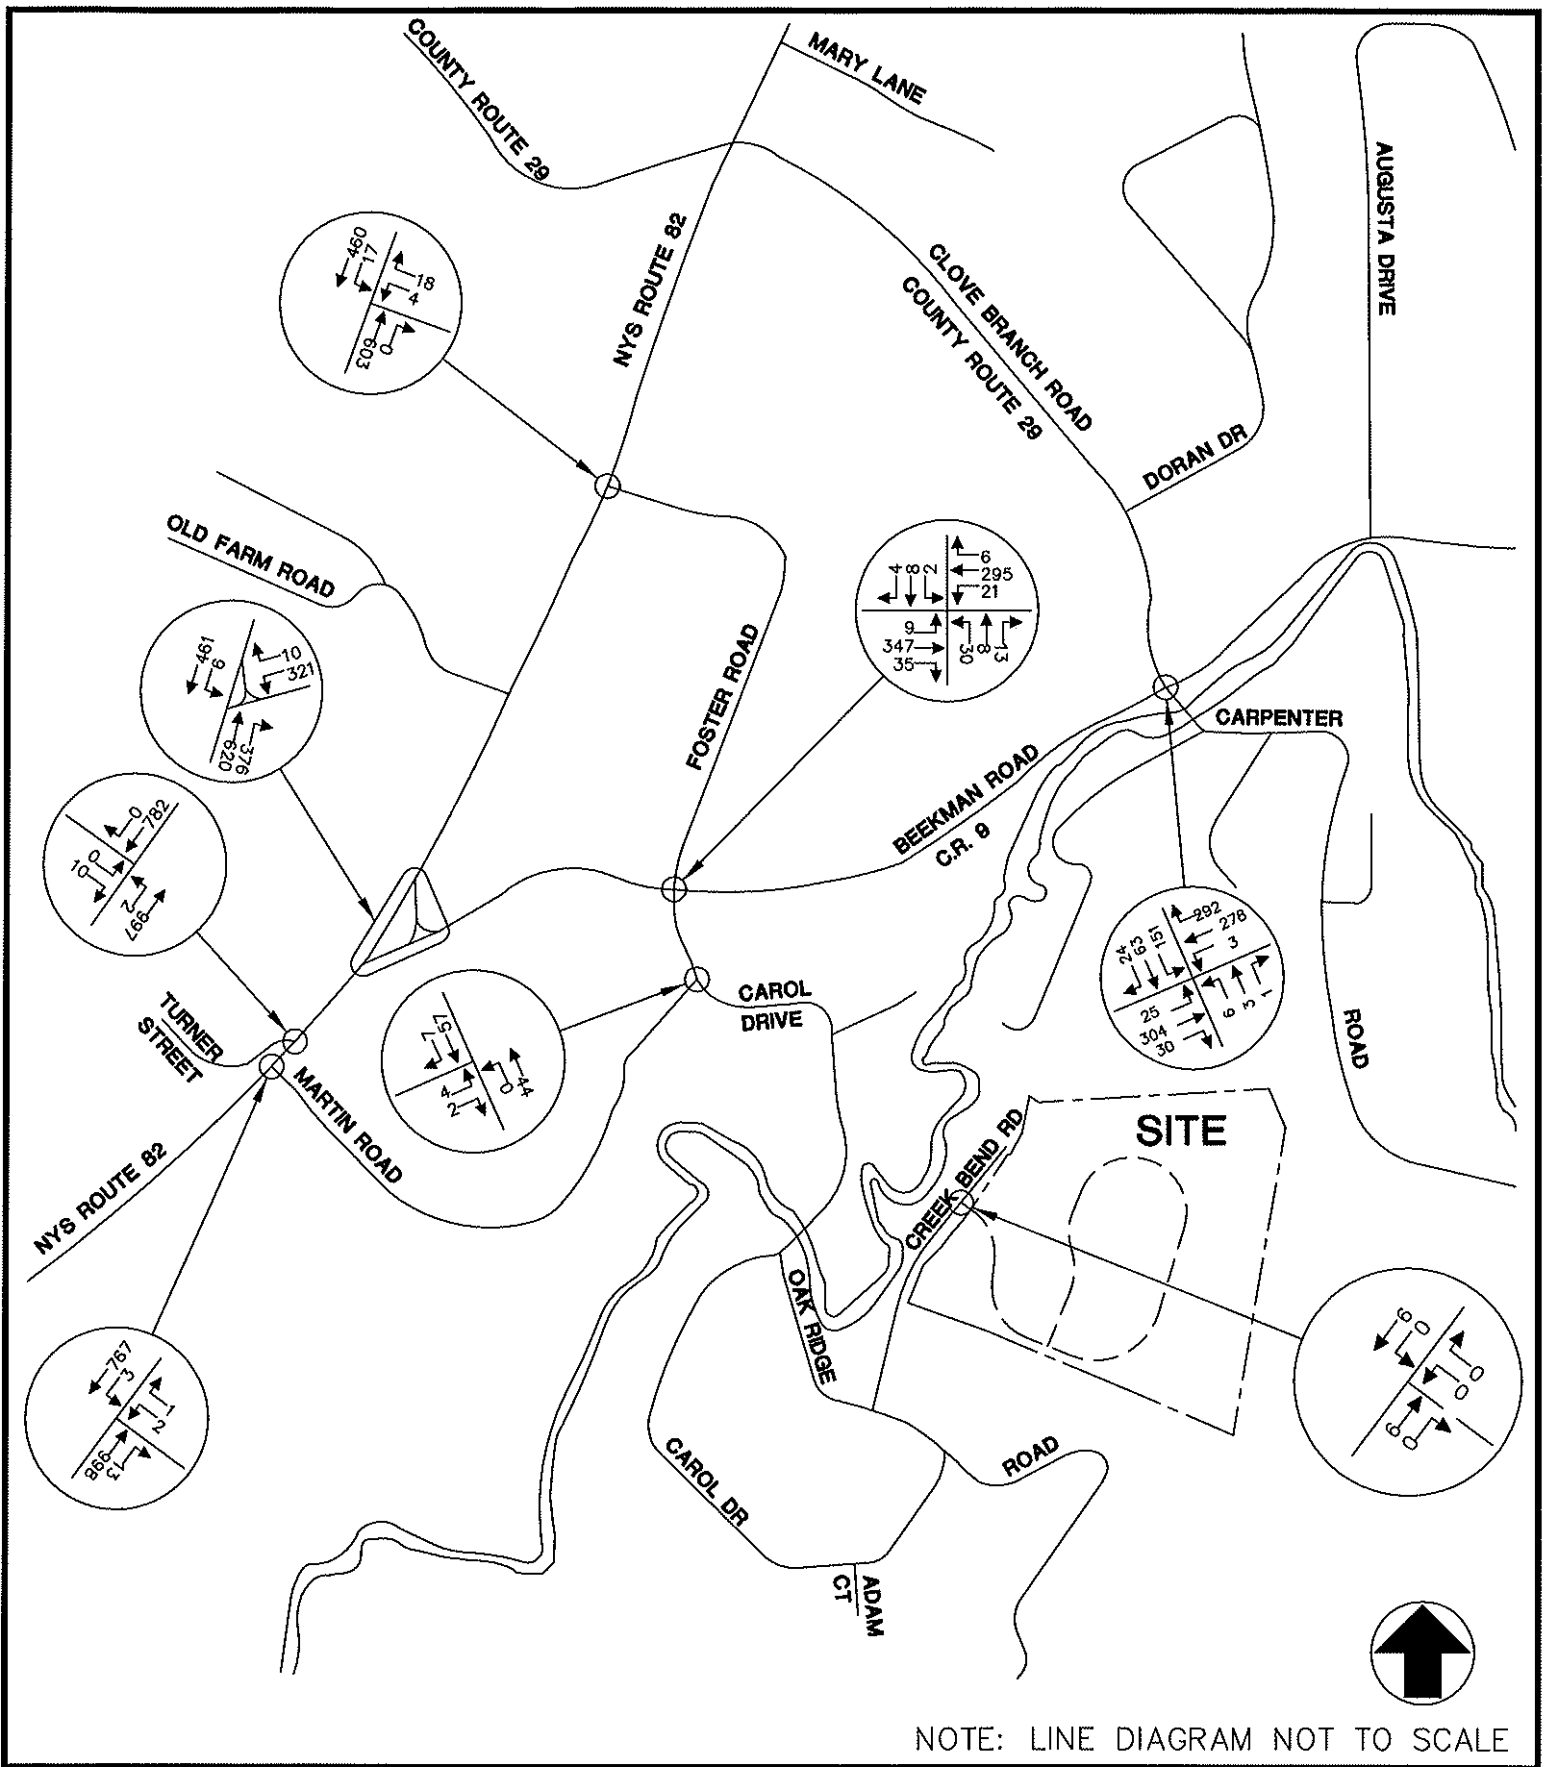 COUNTY ROUTE 29
MARY LANE
AUGUSTA DRIVE
NYS ROUTE 82
CLOVE BRANCH ROAD
COUNTY ROUTE 29
460
17
18
4
603
0
DORAN DR
OLD FARM ROAD
4
8
2
6
295
21
9
347
35
30
8
13
FOSTER ROAD
461
9
10
321
620
376
CARPENTER
BEEKMAN ROAD
C.R. 9
0
782
0
10
2
997
292
278
3
24
63
151
25
304
30
6
3
1
TURNER
STREET
CAROL
DRIVE
57
7
4
2
0
44
ROAD
MARTIN ROAD
SITE
NYS ROUTE 82
CREEK BEND RD
OAK RIDGE
767
3
1
2
998
13
9
0
0
0
9
0
CAROL DR
ROAD
ADAM
CT
NOTE: LINE DIAGRAM NOT TO SCALE